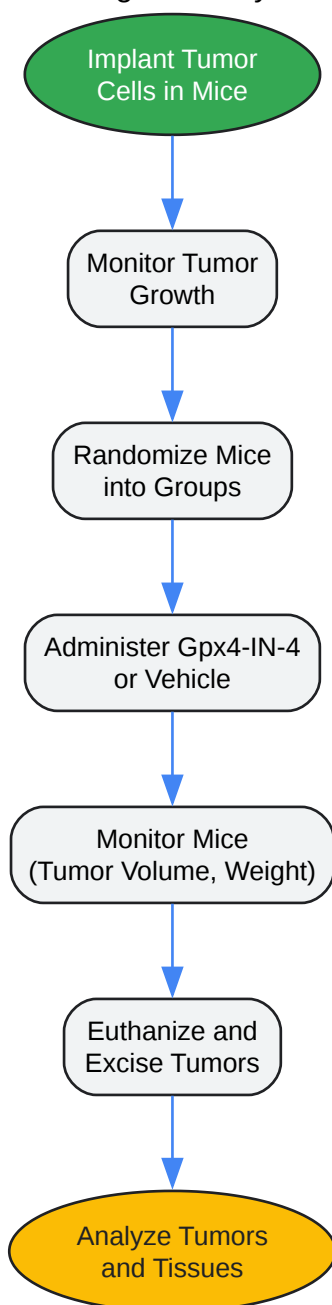 Implant Tumor
Cells in Mice
Monitor Tumor
Growth
Randomize Mice
into Groups
Administer Gpx4-IN-4
or Vehicle
Monitor Mice
(Tumor Volume, Weight)
Euthanize and
Excise Tumors
Analyze Tumors
and Tissues